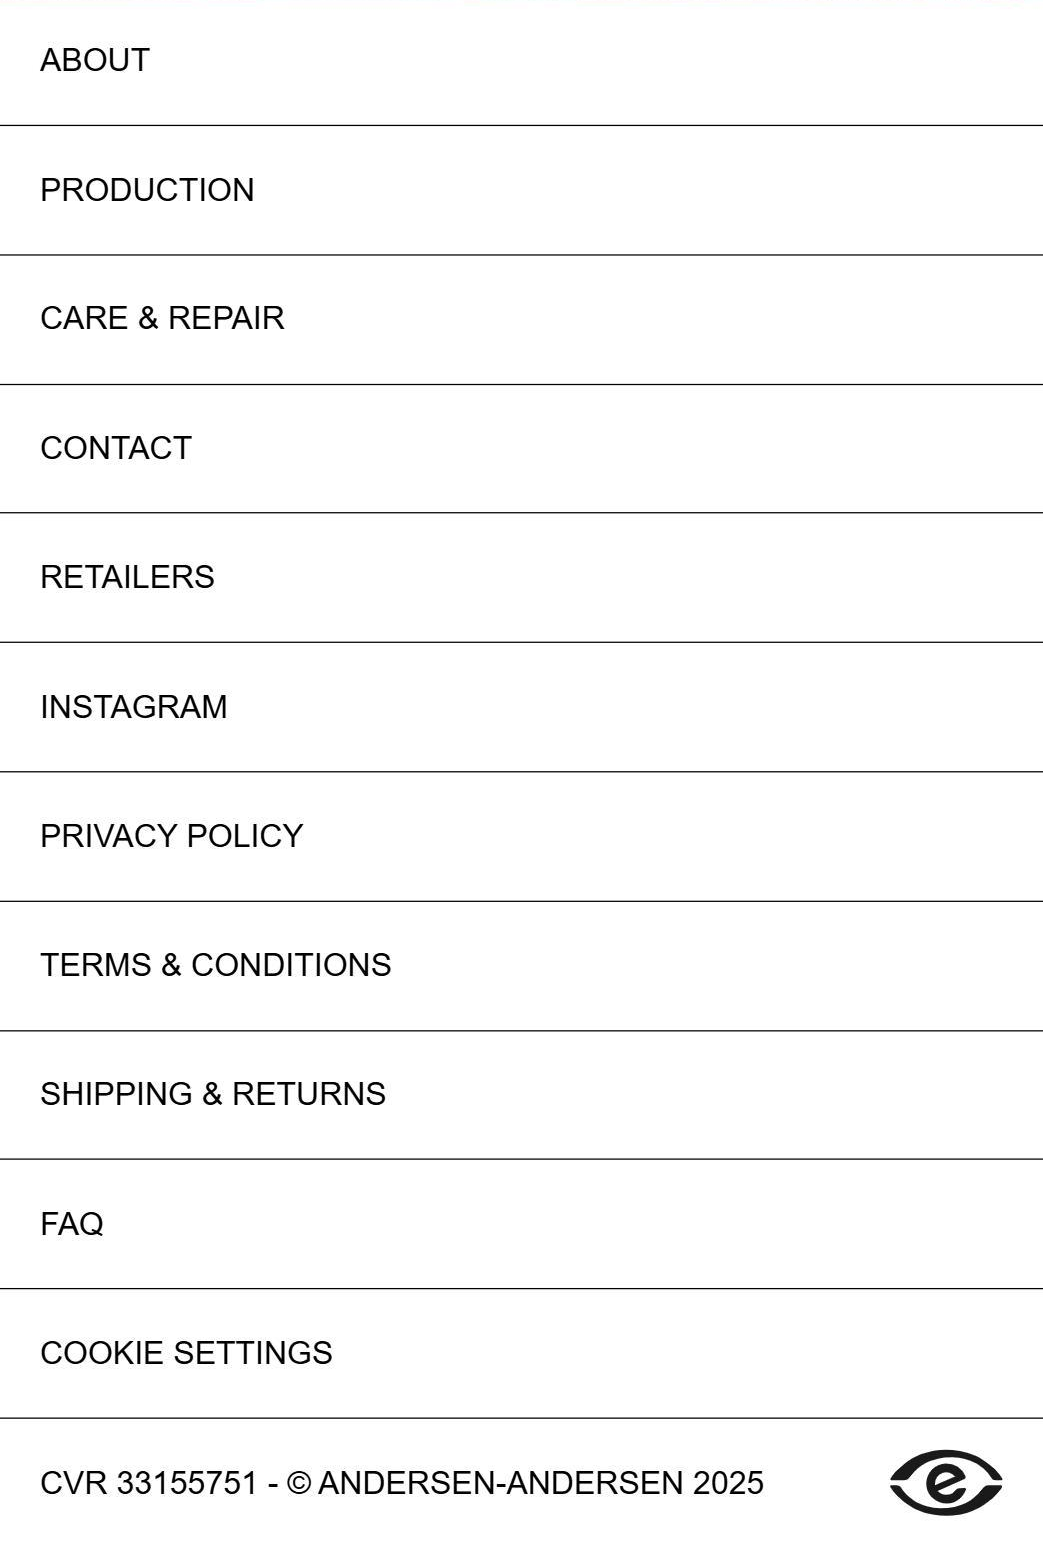 ABOUT
PRODUCTION
CARE & REPAIR
CONTACT
RETAILERS
INSTAGRAM
PRIVACY POLICY
TERMS & CONDITIONS
SHIPPING & RETURNS
FAQ
COOKIE SETTINGS
CVR 33155751 - © ANDERSEN-ANDERSEN 2025
e